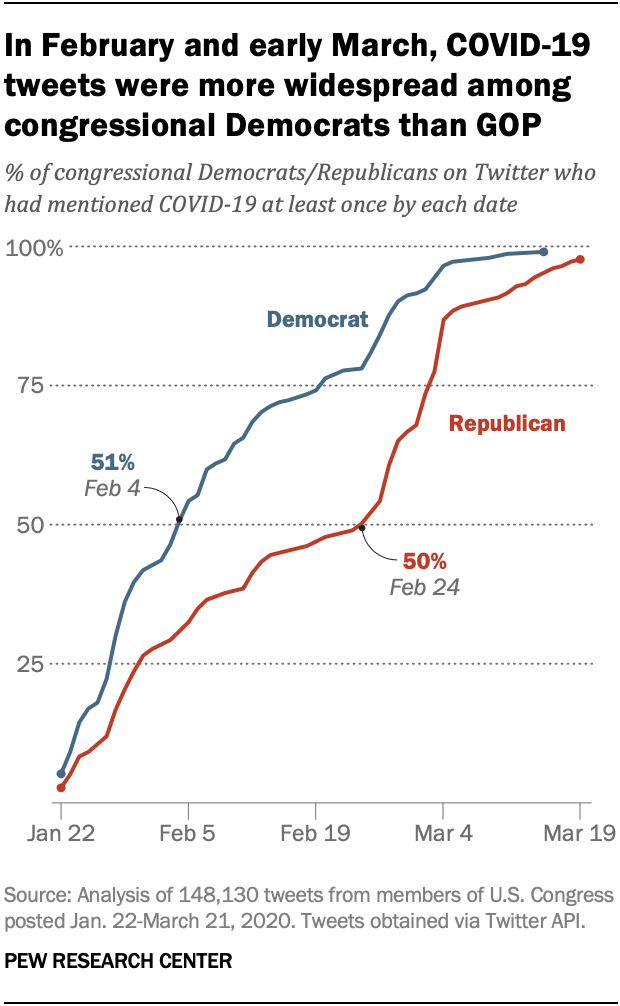 In February and early March, COVID-19
tweets were more widespread among
congressional Democrats than GOP
% of congressional Democrats/Republicans on Twitter who
had mentioned COVID-19 at least once by each date
100%
Democrat
75
Republican
51%
Feb 4
50
50%
Feb 24
25
Jan 22 Feb 5 Feb 19 Mar 4 Mar 19
Source: Analysis of 148,130 tweets from members of U.S. Congress
posted Jan. 22-March 21, 2020. Tweets obtained via Twitter API.
PEW RESEARCH CENTER